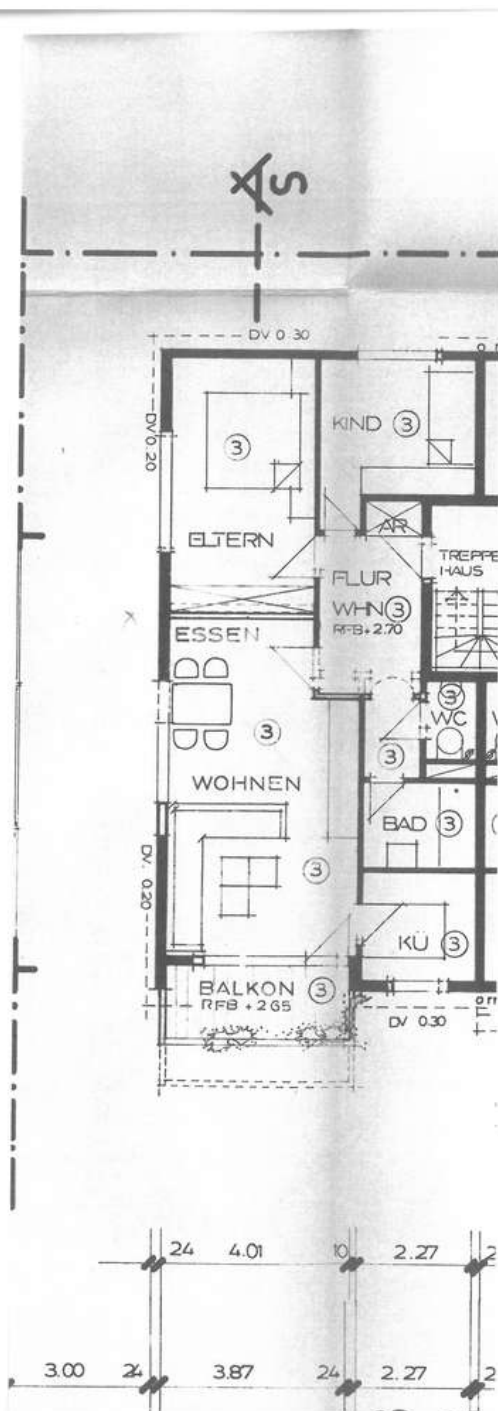 S
DV 0.30
DV 0.20
KIND 3
3
ELTERN
AR
TREPPE
HAUS
FLUR
WHN 3
RFB + 2.70
ESSEN
3
WC
3
3
WOHNEN
BAD 3
3
DV. 0.20
KÜ 3
BALKON 3
RFB + 2.65
DV 0.30
24 4.01 10 2.27 2
3.00 24 3.87 24 2.27 2